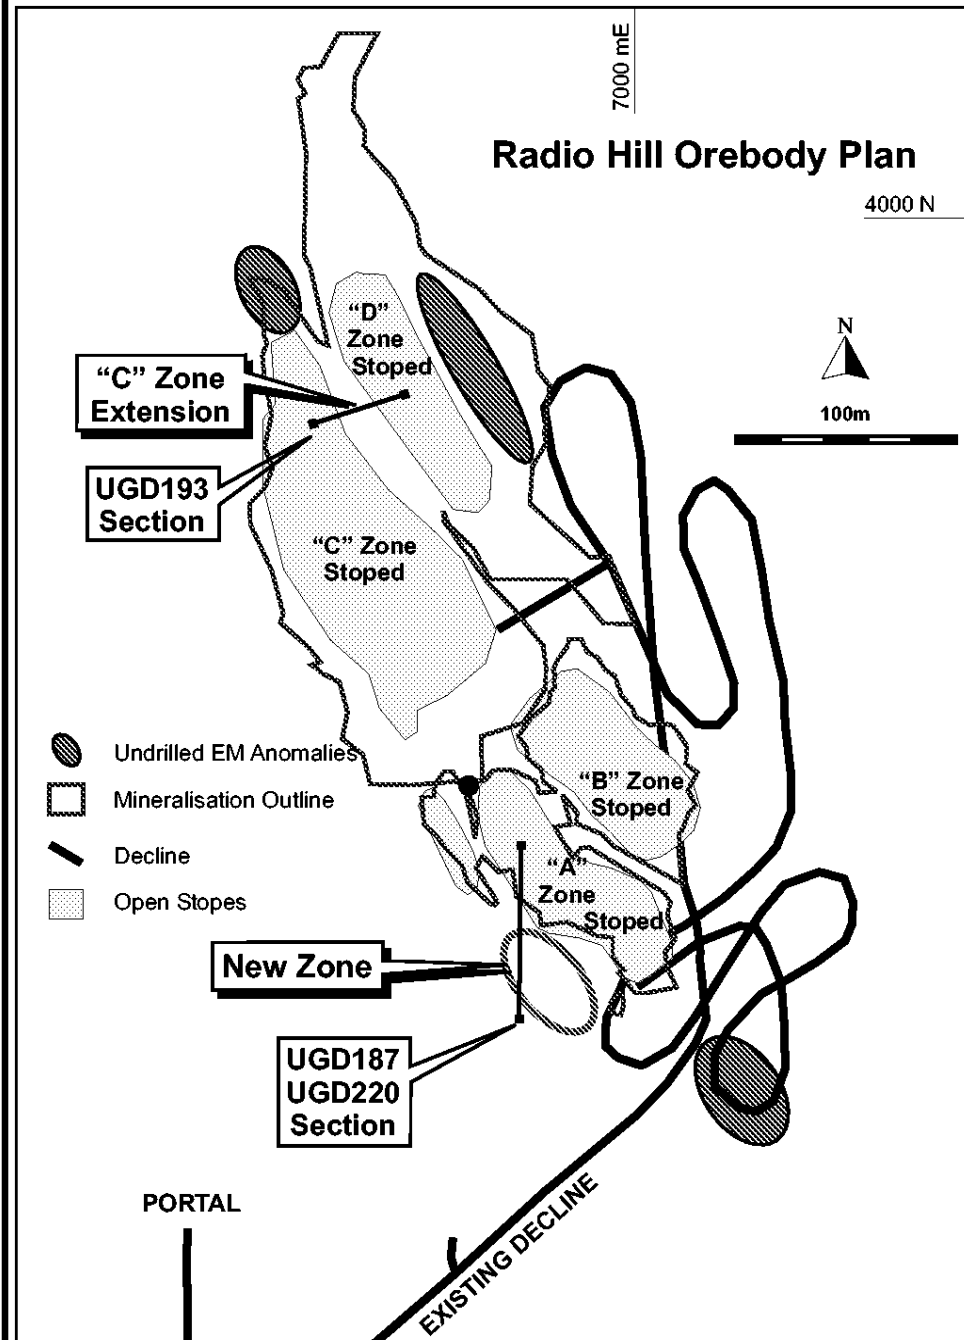 7000 mE
Radio Hill Orebody Plan
4000 N
N
100m
“D”
Zone
Stoped
“C” Zone
Extension
UGD193
Section
“C” Zone
Stoped
Undrilled EM Anomalies
Mineralisation Outline
Decline
Open Stopes
“B” Zone
Stoped
“A”
Zone
Stoped
New Zone
UGD187
UGD220
Section
PORTAL
EXISTING DECLINE